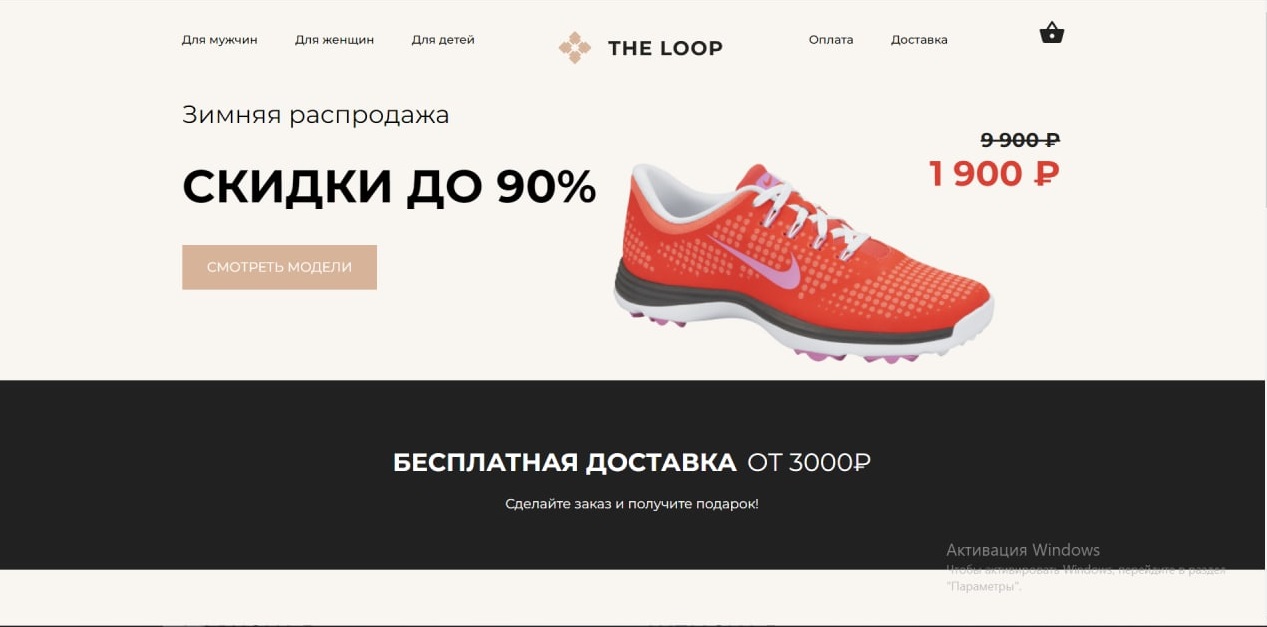 Для мужчин Для женщин Для детей THE LOOP Оплата Доставка
Зимняя распродажа
9 900 ₽
1 900 ₽
СКИДКИ ДО 90%
СМОТРЕТЬ МОДЕЛИ
БЕСПЛАТНАЯ ДОСТАВКА ОТ 3000₽
Сделайте заказ и получите подарок!
Активация Windows
Чтобы активировать Windows, перейдите в раздел
"Параметры".